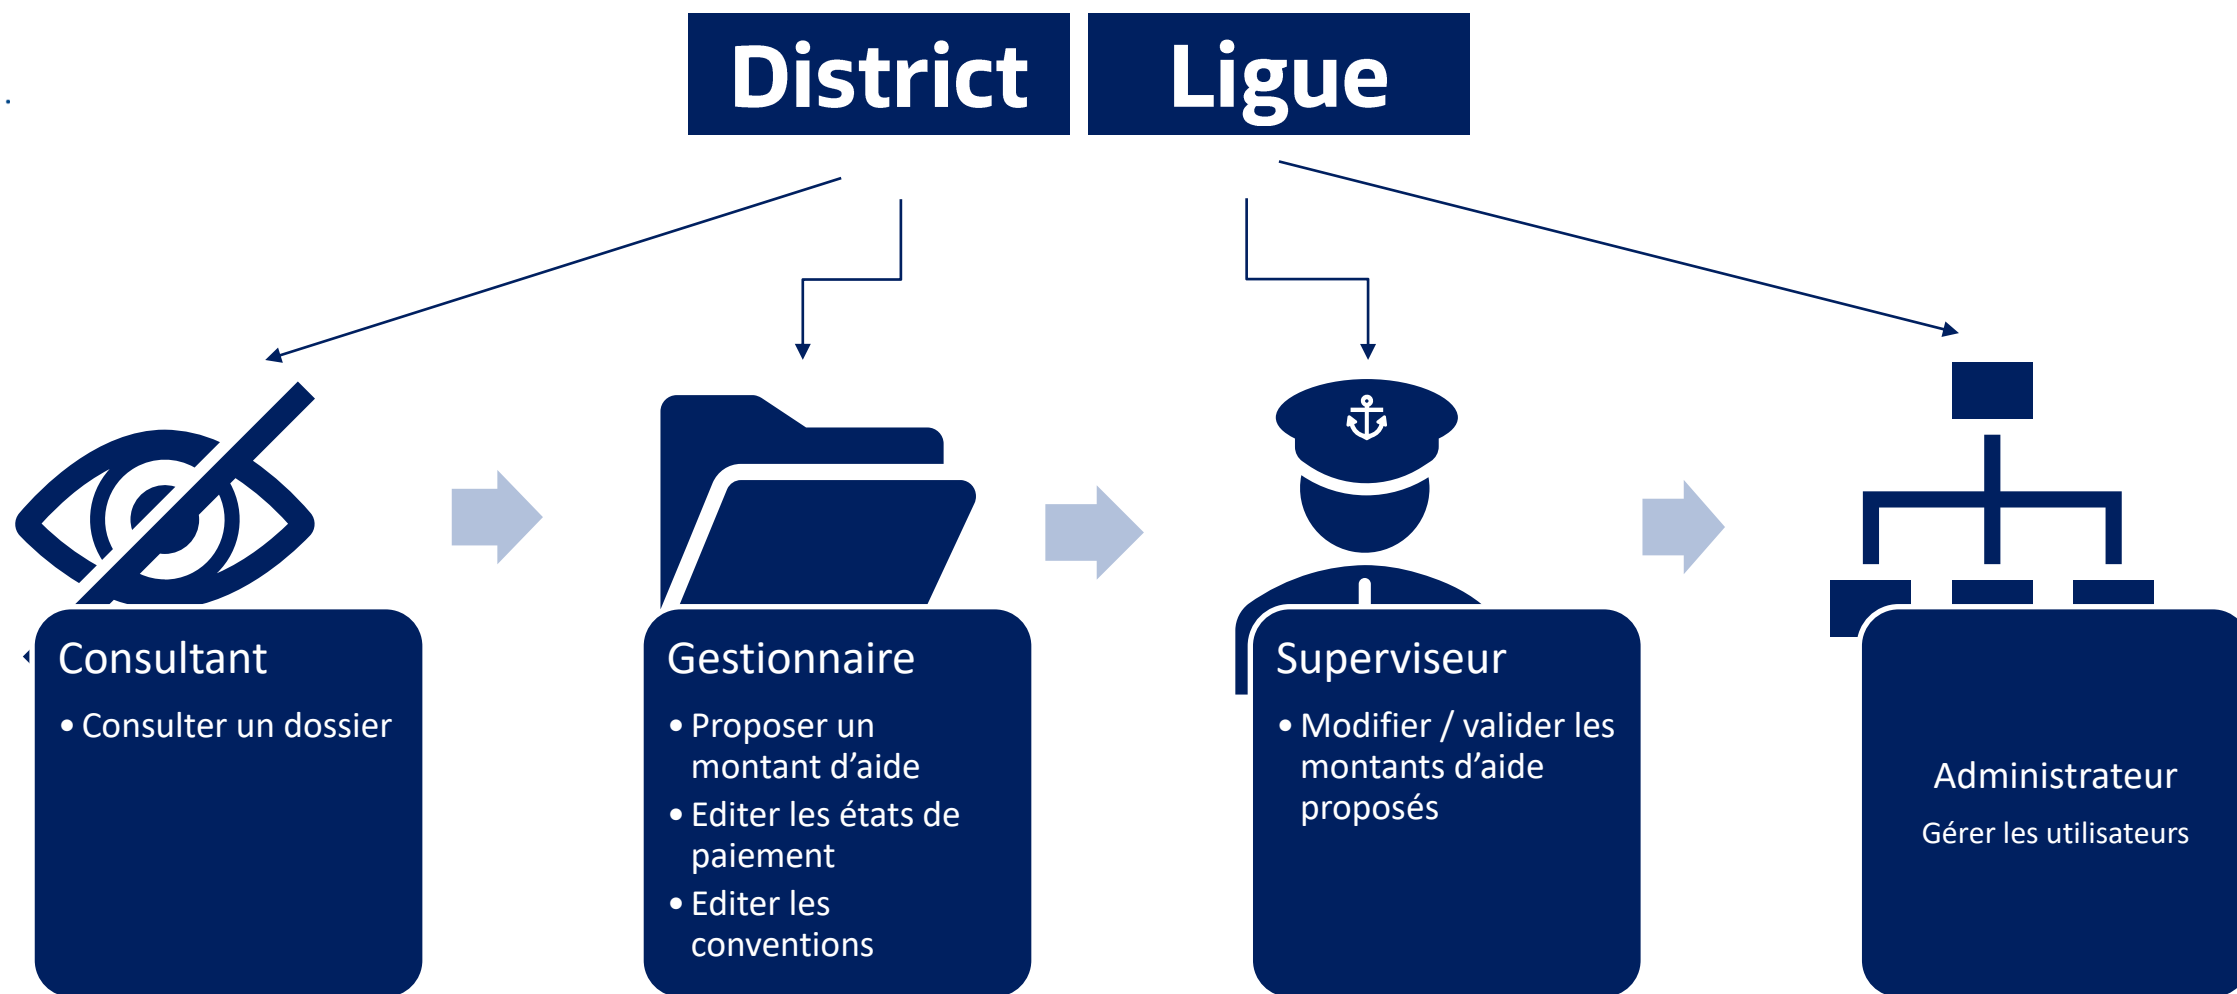 District
Ligue
Consultant
• Consulter un dossier
Gestionnaire
• Proposer un
montant d’aide
• Editer les états de
paiement
• Editer les
conventions
Superviseur
• Modifier / valider les
montants d’aide
proposés
Administrateur
Gérer les utilisateurs